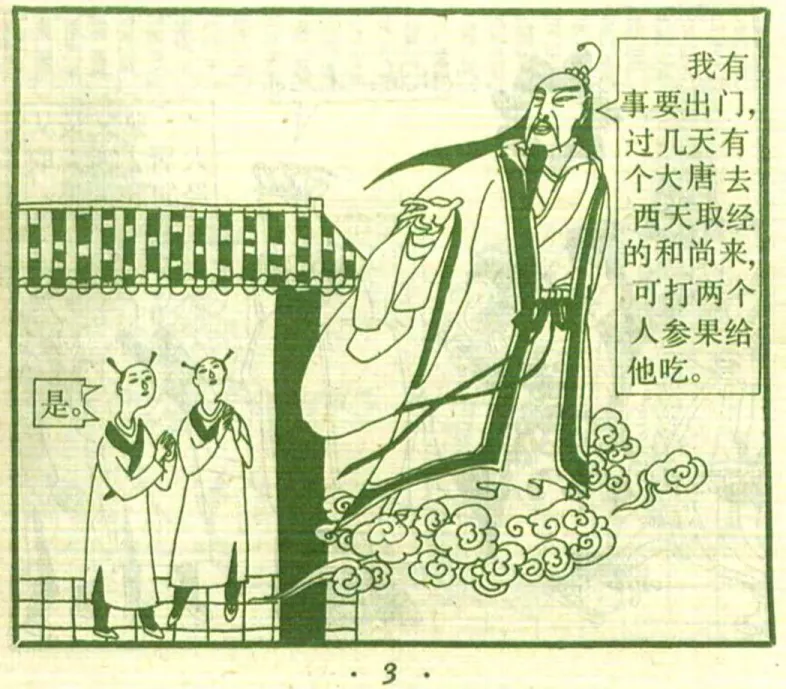 我有
事要出门，
过几天有
个大唐去
西天取经
的和尚来，
可打两个
人参果给
他吃。
是。
· 3 ·